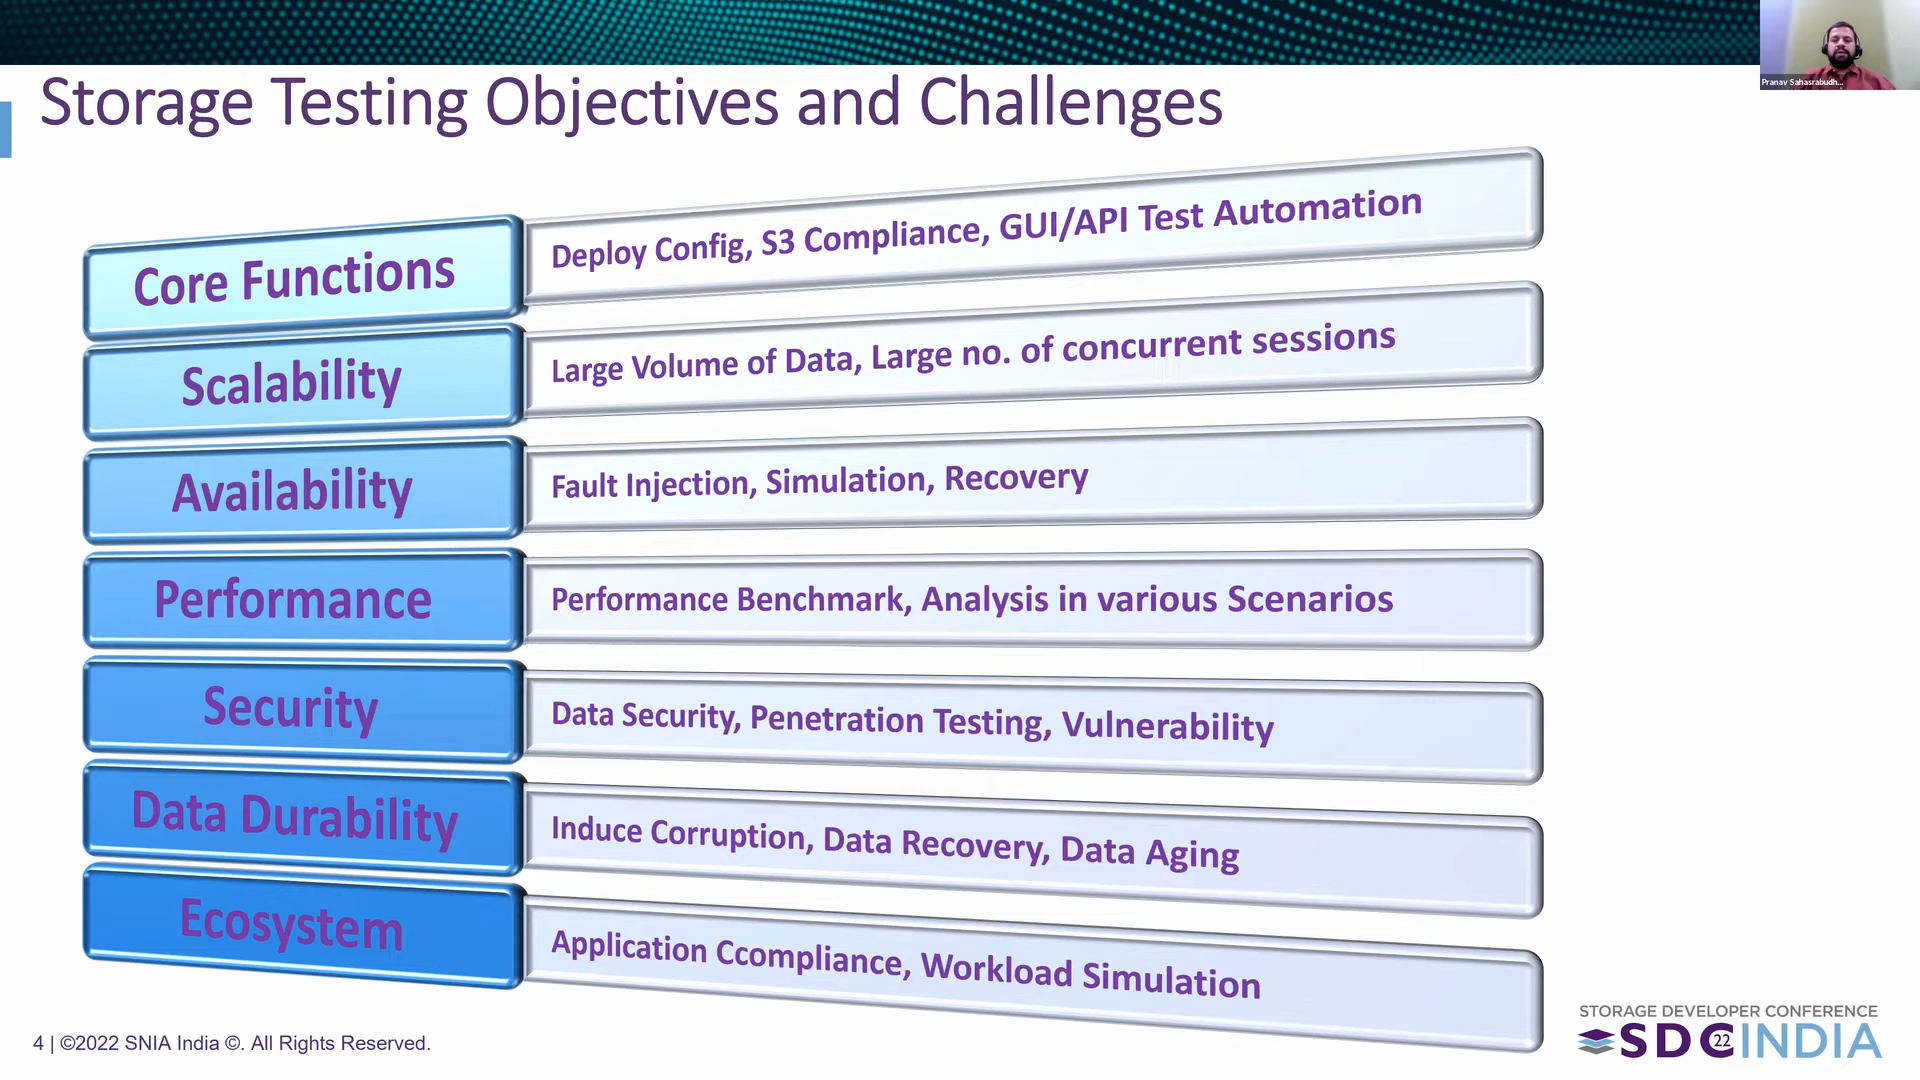 Pranav Sahasrabudh...
Storage Testing Objectives and Challenges
Core Functions
Deploy Config, S3 Compliance, GUI/API Test Automation
Scalability
Large Volume of Data, Large no. of concurrent sessions
Availability
Fault Injection, Simulation, Recovery
Performance
Performance Benchmark, Analysis in various Scenarios
Security
Data Security, Penetration Testing, Vulnerability
Data Durability
Induce Corruption, Data Recovery, Data Aging
Ecosystem
Application Ccompliance, Workload Simulation
4 | ©2022 SNIA India ©. All Rights Reserved.
STORAGE DEVELOPER CONFERENCE
SDC 22 INDIA